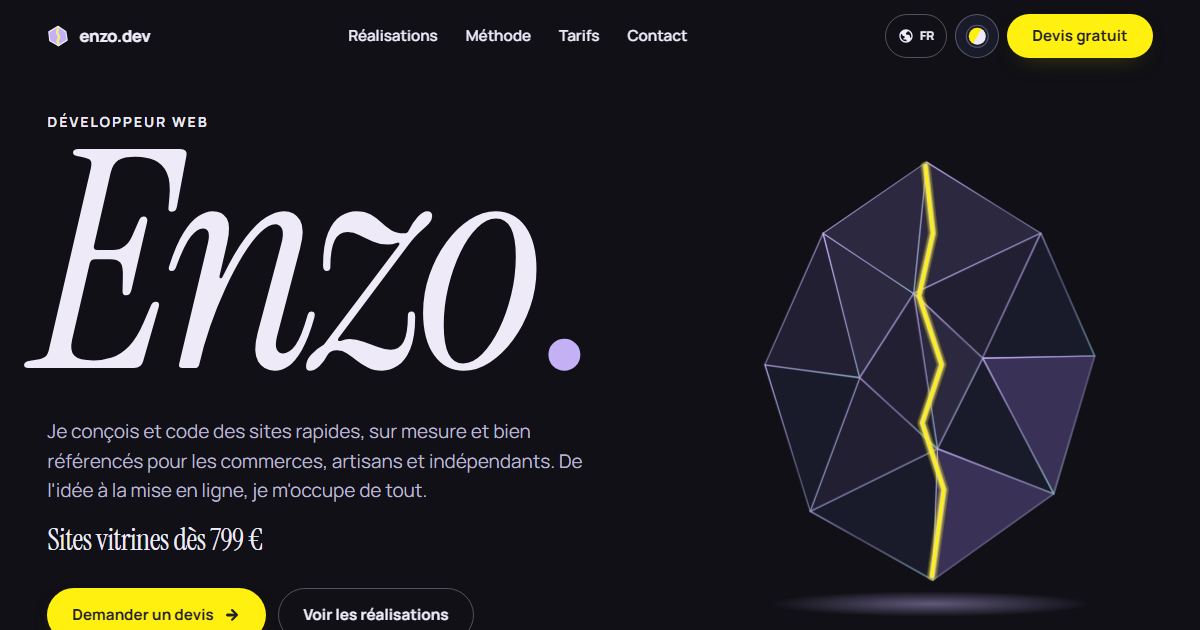 enzo.dev
Réalisations
Méthode
Tarifs
Contact
FR
Devis gratuit
DÉVELOPPEUR WEB
Enzo.
Je conçois et code des sites rapides, sur mesure et bien
référencés pour les commerces, artisans et indépendants. De
l'idée à la mise en ligne, je m'occupe de tout.
Sites vitrines dès 799 €
Demander un devis →
Voir les réalisations